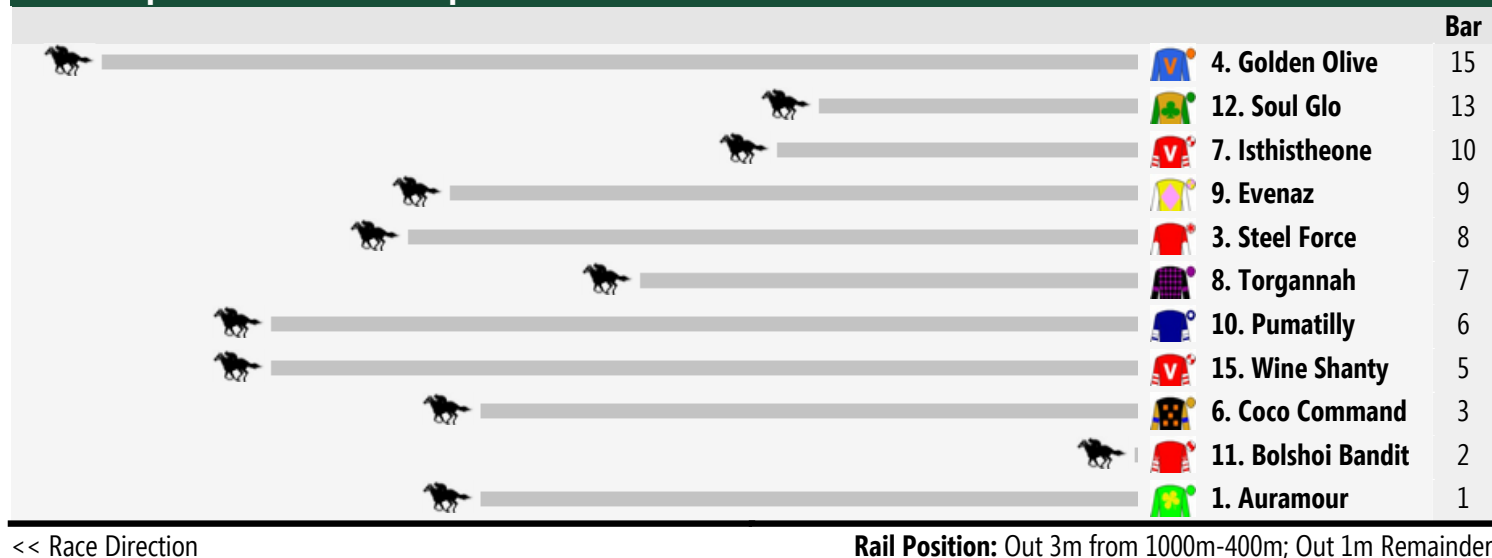 Bar
4. Golden Olive 15
12. Soul Glo 13
7. Isthistheone 10
9. Evenaz 9
3. Steel Force 8
8. Torgannah 7
10. Pumatilly 6
15. Wine Shanty 5
6. Coco Command 3
11. Bolshoi Bandit 2
1. Auramour 1
<< Race Direction Rail Position: Out 3m from 1000m-400m; Out 1m Remainder